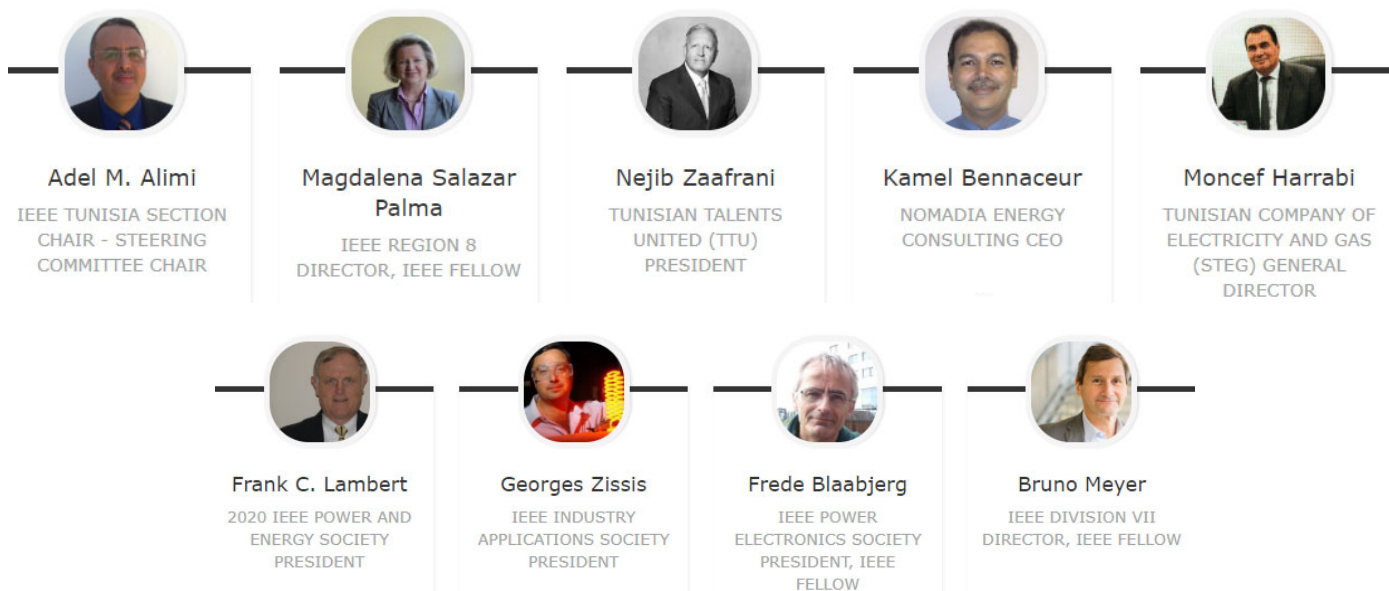 Adel M. Alimi
IEEE TUNISIA SECTION
CHAIR - STEERING
COMMITTEE CHAIR
Magdalena Salazar
Palma
IEEE REGION 8
DIRECTOR, IEEE FELLOW
Nejib Zaafrani
TUNISIAN TALENTS
UNITED (TTU)
PRESIDENT
Kamel Bennaceur
NOMADIA ENERGY
CONSULTING CEO
Moncef Harrabi
TUNISIAN COMPANY OF
ELECTRICITY AND GAS
(STEG) GENERAL
DIRECTOR
Frank C. Lambert
2020 IEEE POWER AND
ENERGY SOCIETY
PRESIDENT
Georges Zissis
IEEE INDUSTRY
APPLICATIONS SOCIETY
PRESIDENT
Frede Blaabjerg
IEEE POWER
ELECTRONICS SOCIETY
PRESIDENT, IEEE
FELLOW
Bruno Meyer
IEEE DIVISION VII
DIRECTOR, IEEE FELLOW